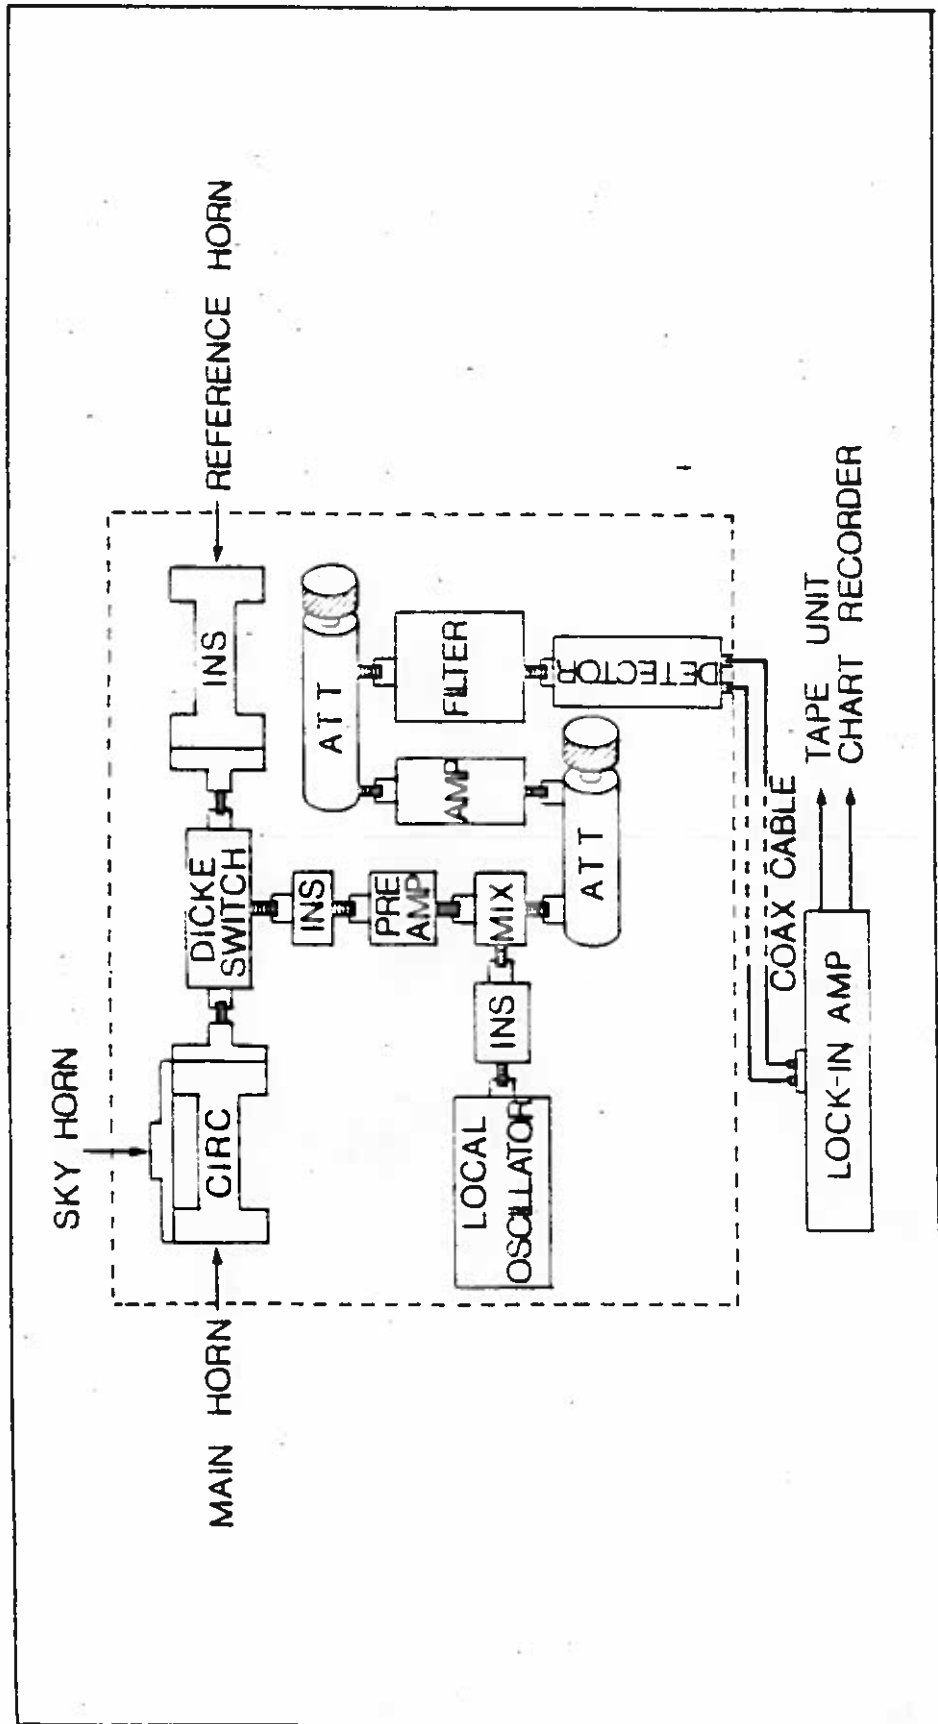 SKY HORN
MAIN HORN
REFERENCE HORN
CIRC
DICKE
SWITCH
INS
INS
ATT
PRE
AMP
AMP
FILTER
LOCAL
OSCILLATOR
INS
MIX
DETECTOR
ATT
COAX CABLE
LOCK-IN AMP
TAPE UNIT
CHART RECORDER